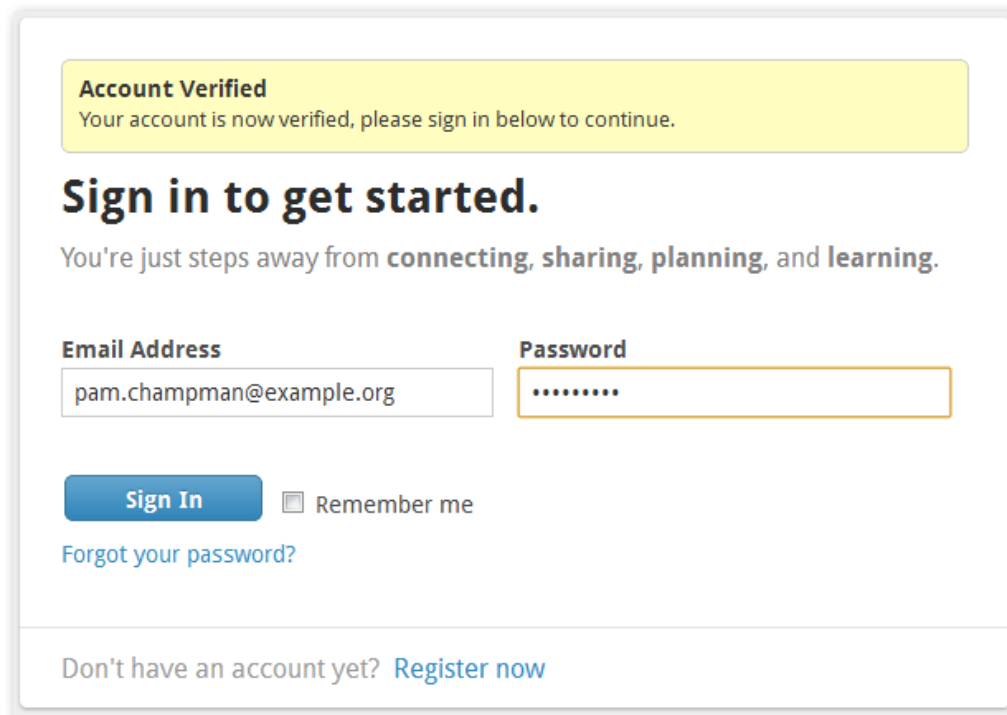 Account Verified
Your account is now verified, please sign in below to continue.
Sign in to get started.
You're just steps away from connecting, sharing, planning, and learning.
Email Address
Password
pam.champman@example.org
•••••••••
Sign In
Remember me
Forgot your password?
Don't have an account yet? Register now